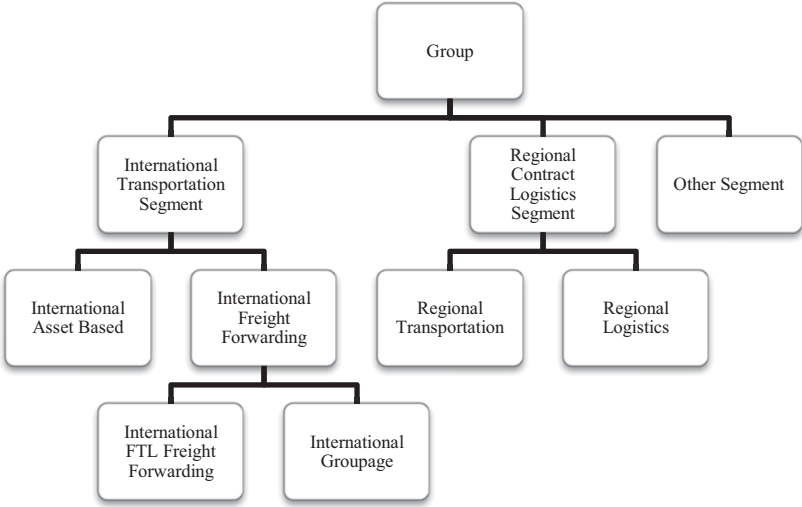 Group
International
Transportation
Segment
Regional
Contract
Logistics
Segment
Other Segment
International
Asset Based
International
Freight
Forwarding
Regional
Transportation
Regional
Logistics
International
FTL Freight
Forwarding
International
Groupage